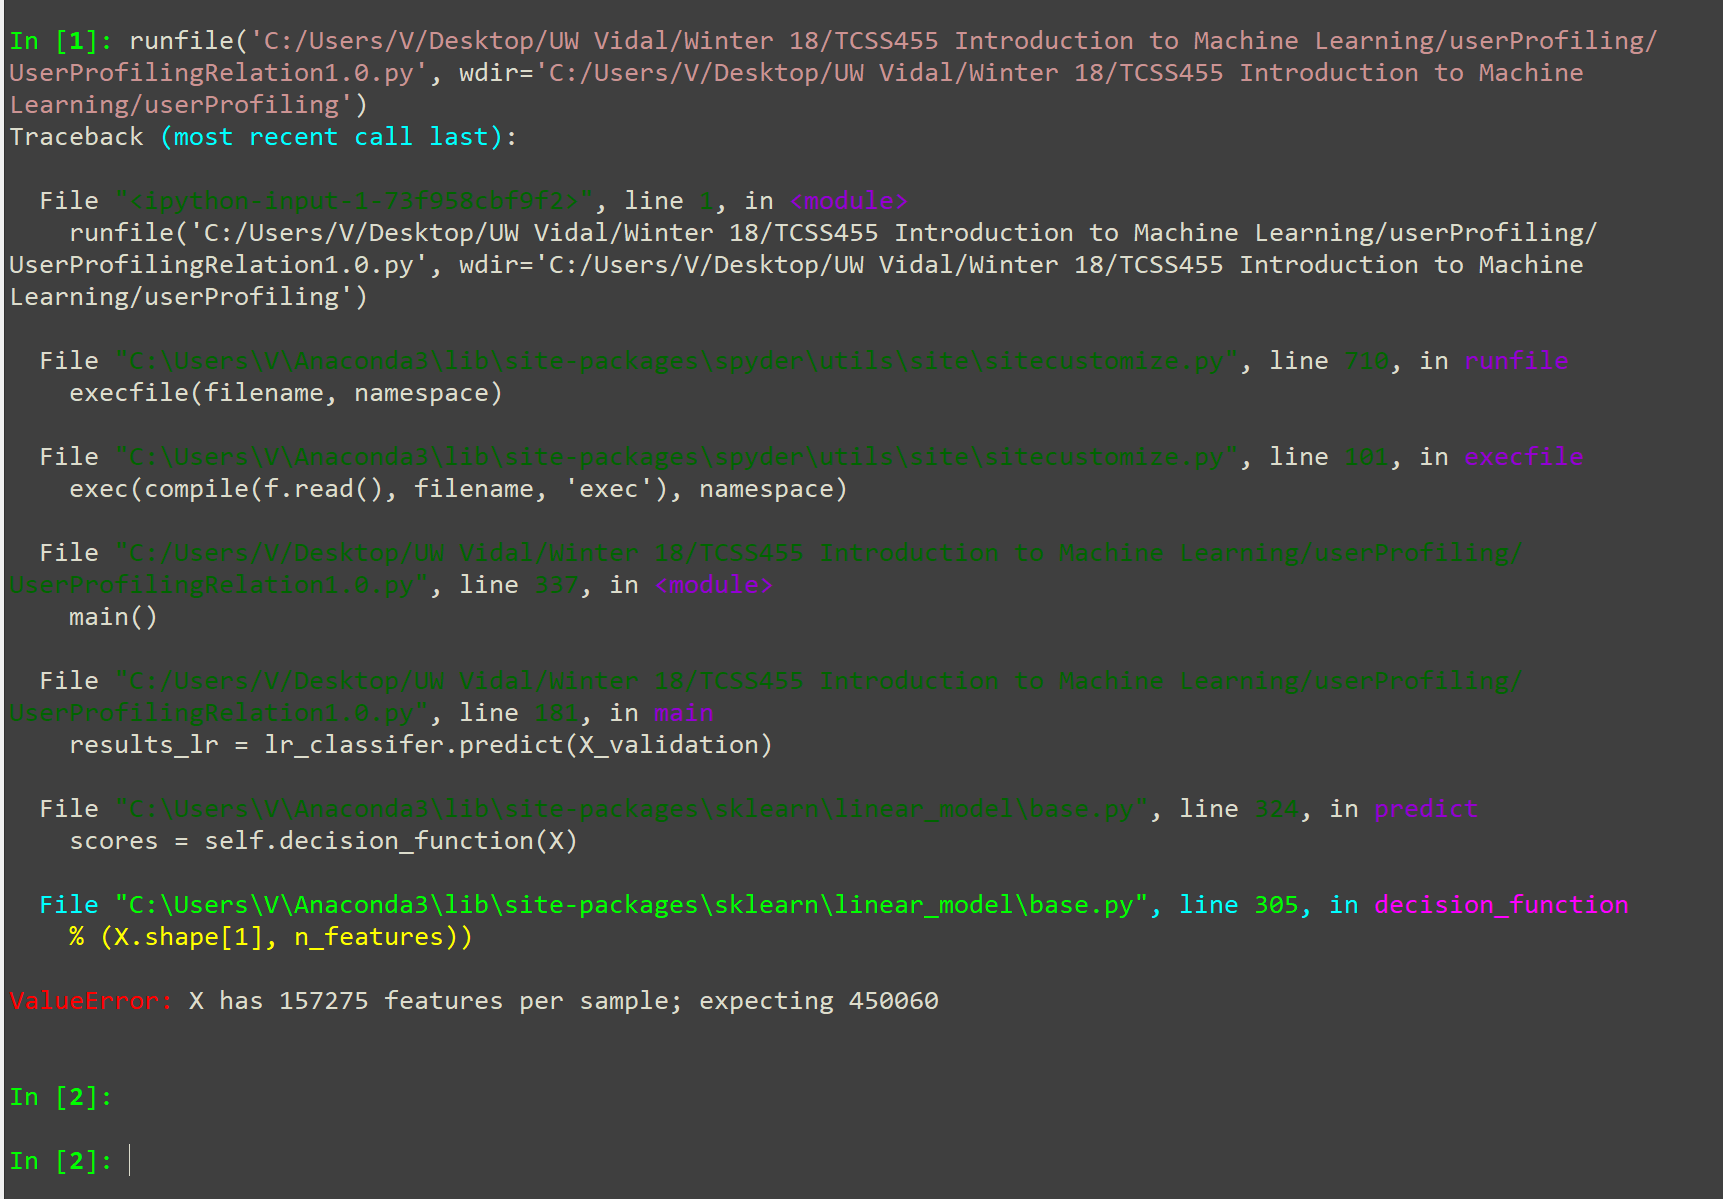 In [1]: runfile('C:/Users/V/Desktop/UW Vidal/Winter 18/TCSS455 Introduction to Machine Learning/userProfiling/
UserProfilingRelation1.0.py', wdir='C:/Users/V/Desktop/UW Vidal/Winter 18/TCSS455 Introduction to Machine
Learning/userProfiling')
Traceback (most recent call last):
File "<ipython-input-1-73f958cbf9f2>", line 1, in <module>
runfile('C:/Users/V/Desktop/UW Vidal/Winter 18/TCSS455 Introduction to Machine Learning/userProfiling/
UserProfilingRelation1.0.py', wdir='C:/Users/V/Desktop/UW Vidal/Winter 18/TCSS455 Introduction to Machine
Learning/userProfiling')
File "C:\Users\V\Anaconda3\lib\site-packages\spyder\utils\site\sitecustomize.py", line 710, in runfile
execfile(filename, namespace)
File "C:\Users\V\Anaconda3\lib\site-packages\spyder\utils\site\sitecustomize.py", line 101, in execfile
exec(compile(f.read(), filename, 'exec'), namespace)
File "C:/Users/V/Desktop/UW Vidal/Winter 18/TCSS455 Introduction to Machine Learning/userProfiling/
UserProfilingRelation1.0.py", line 337, in <module>
main()
File "C:/Users/V/Desktop/UW Vidal/Winter 18/TCSS455 Introduction to Machine Learning/userProfiling/
UserProfilingRelation1.0.py", line 181, in main
results_lr = lr_classifer.predict(X_validation)
File "C:\Users\V\Anaconda3\lib\site-packages\sklearn\linear_model\base.py", line 324, in predict
scores = self.decision_function(X)
File "C:\Users\V\Anaconda3\lib\site-packages\sklearn\linear_model\base.py", line 305, in decision_function
% (X.shape[1], n_features))
ValueError: X has 157275 features per sample; expecting 450060
In [2]:
In [2]: